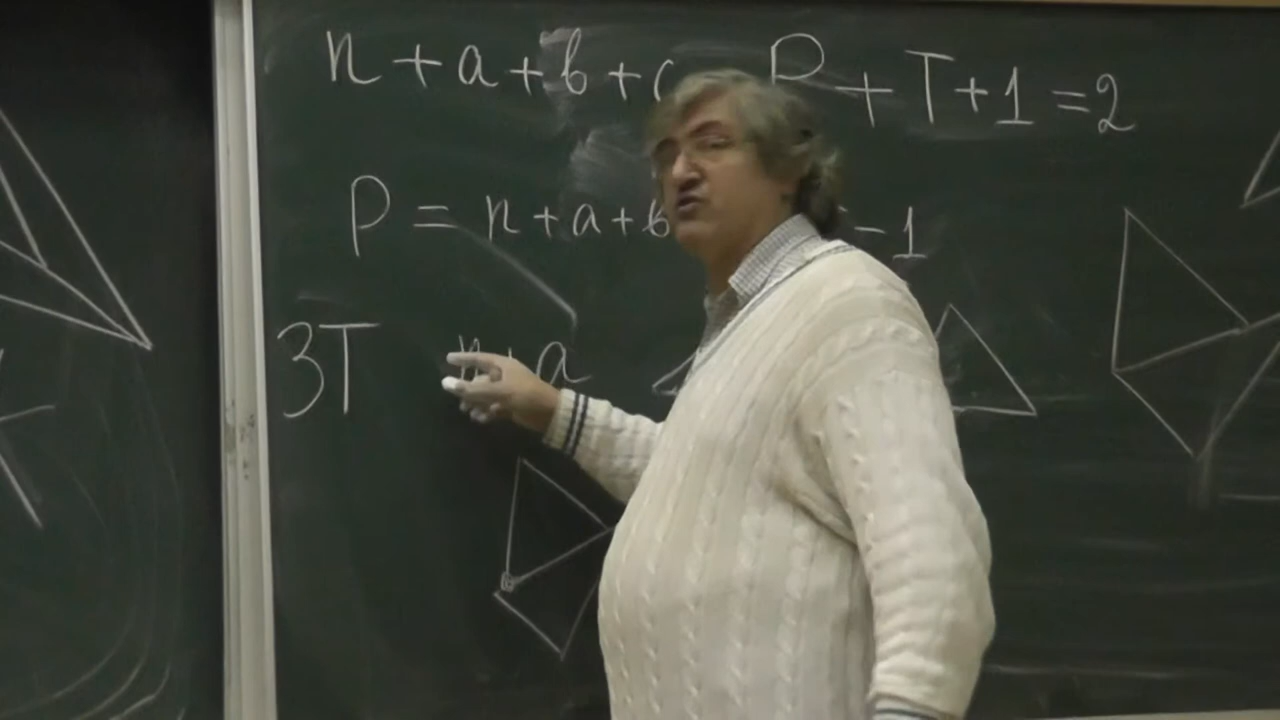 n + a + b + c P + T + 1 = 2
P = n + a + b - 1
3T n + a